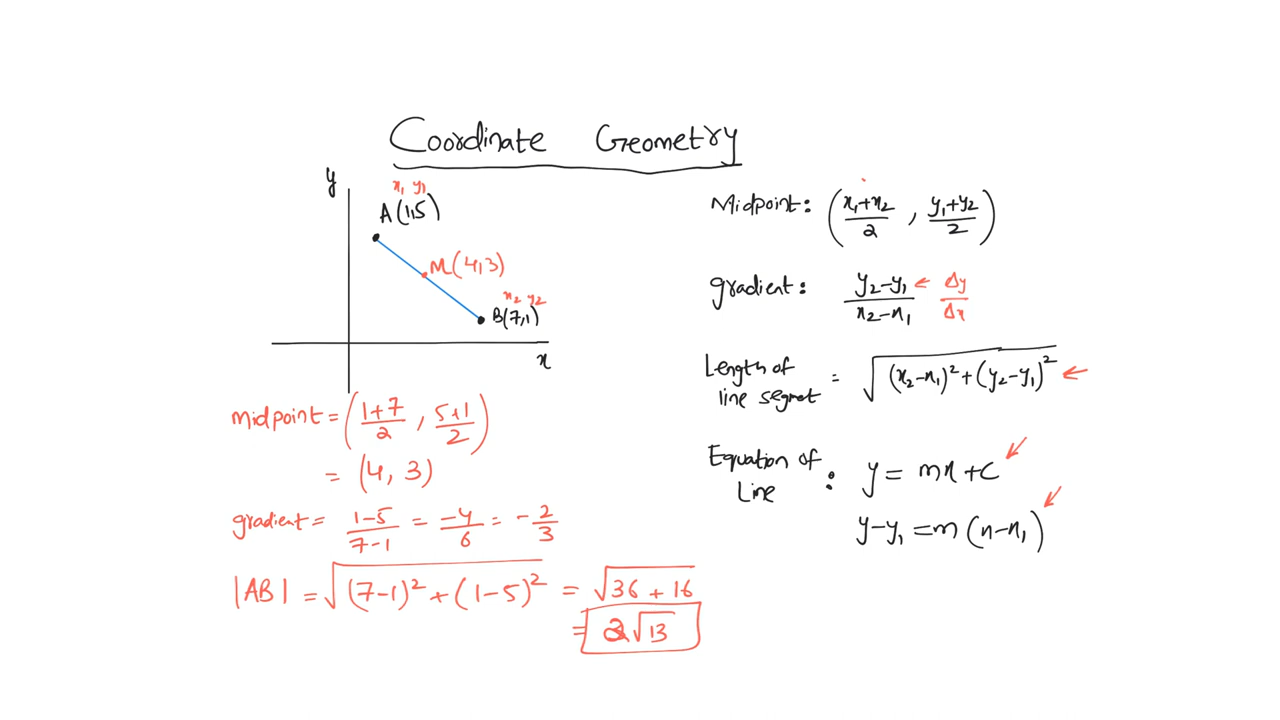 Coordinate Geometry
y
x₁ y₁
A(1,5)
M(4,3)
x₂ y₂
B(7,1)
x
midpoint = (1+7/2 , 5+1/2)
= (4, 3)
gradient = 1-5/7-1 = -4/6 = -2/3
|AB| = √(7-1)² + (1-5)² = √36 + 16
= 2√13
Midpoint: (x₁+x₂/2 , y₁+y₂/2)
gradient: y₂-y₁/x₂-x₁ ← Δy/Δx
Length of
line segmet = √(x₂-x₁)²+(y₂-y₁)² ←
Equation of
Line : y = mx+c
y-y₁ = m(x-x₁)